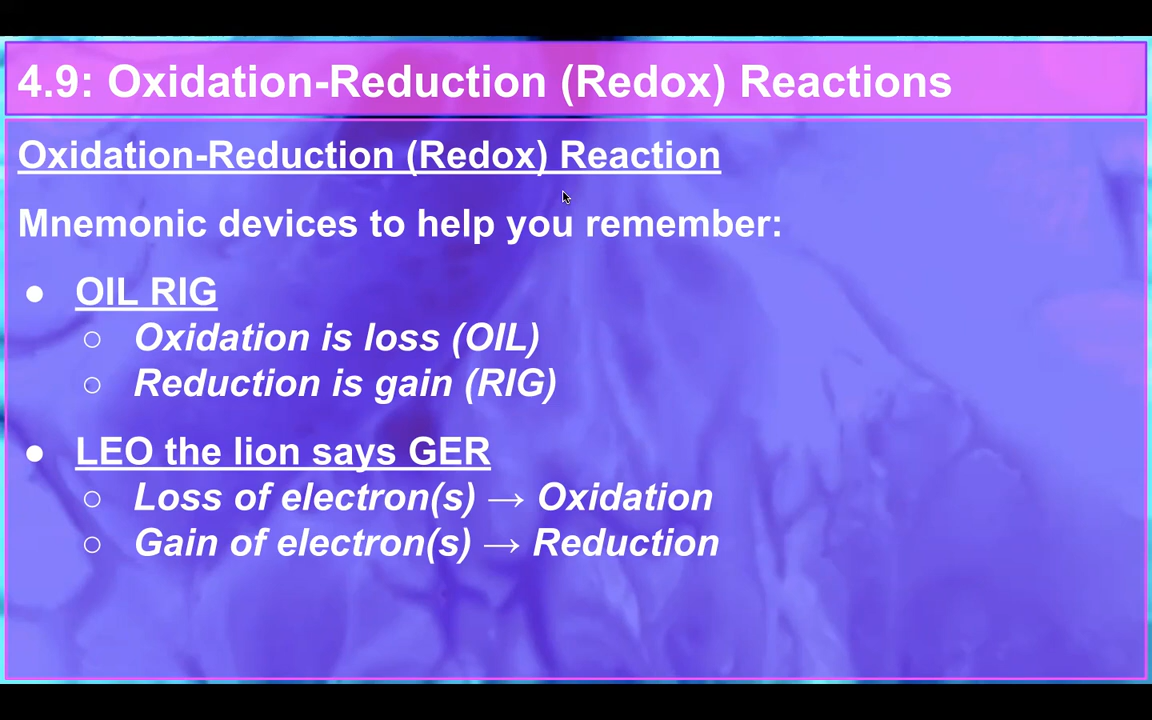 4.9: Oxidation-Reduction (Redox) Reactions
Oxidation-Reduction (Redox) Reaction
Mnemonic devices to help you remember:
● OIL RIG
○ Oxidation is loss (OIL)
○ Reduction is gain (RIG)
● LEO the lion says GER
○ Loss of electron(s) → Oxidation
○ Gain of electron(s) → Reduction